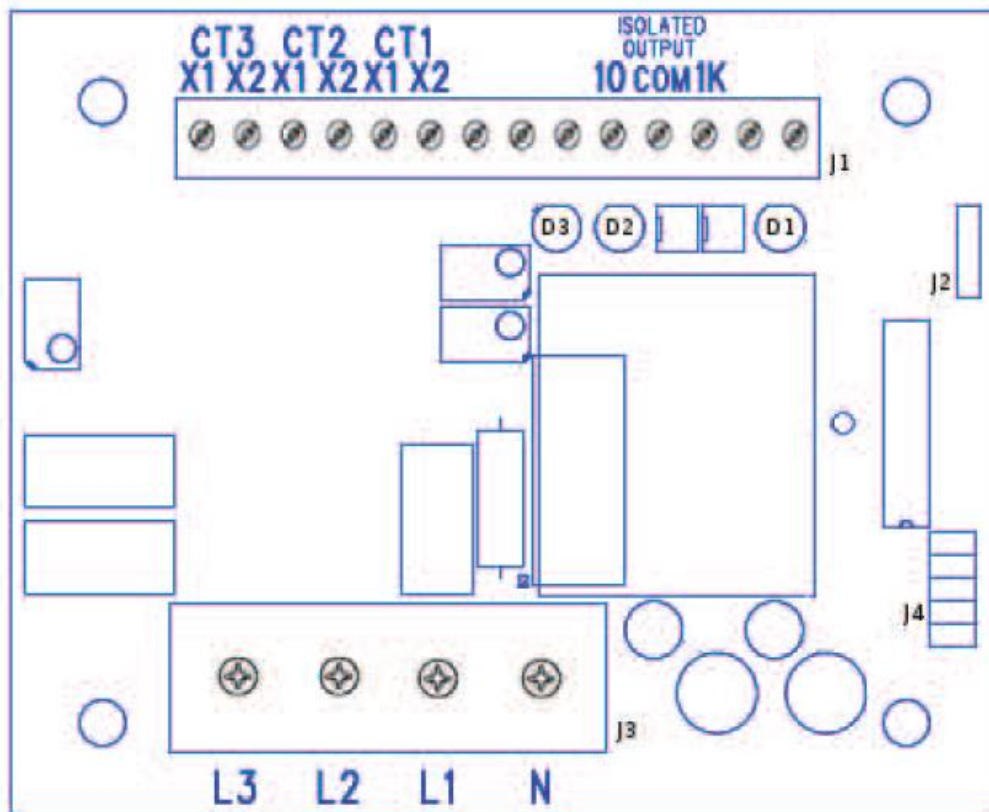 CT3 CT2 CT1
X1 X2 X1 X2 X1 X2
ISOLATED
OUTPUT
10 COM 1K
J1
D3 D2 D1
J2
J4
J3
L3 L2 L1 N